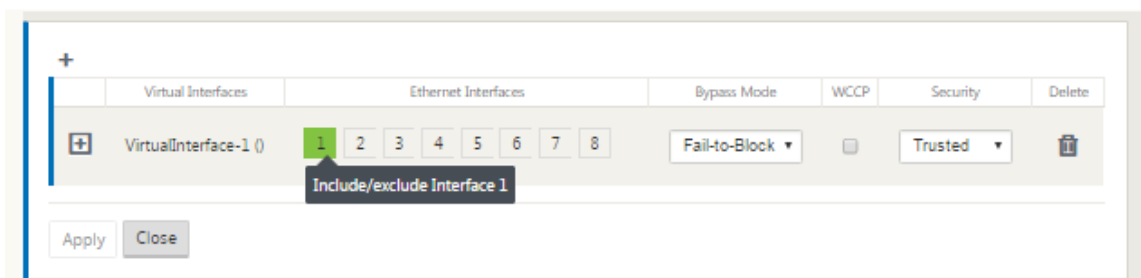 +
Virtual Interfaces Ethernet Interfaces Bypass Mode WCCP Security Delete
+ VirtualInterface-1 () 1 2 3 4 5 6 7 8 Fail-to-Block ▾ Trusted ▾
Include/exclude Interface 1
Apply Close